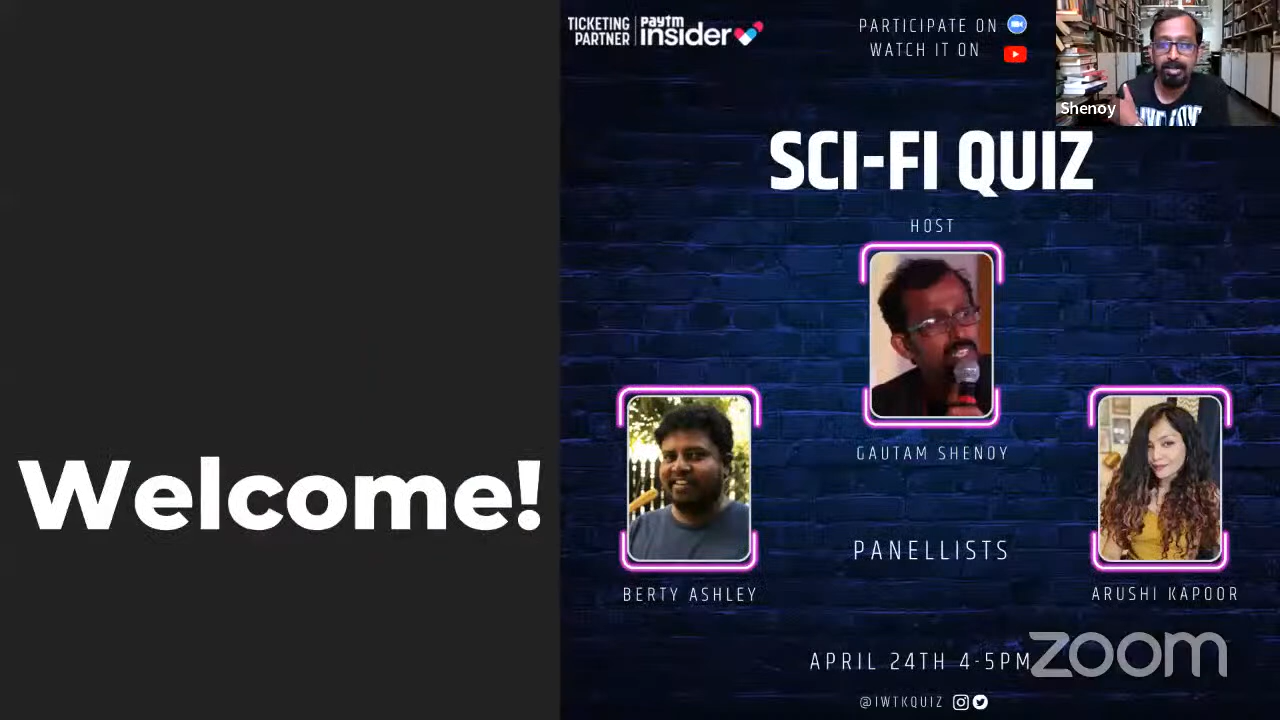 TICKETING
PARTNER
Paytm
insider
PARTICIPATE ON
WATCH IT ON
Shenoy
SCI-FI QUIZ
HOST
GAUTAM SHENOY
Welcome!
PANELLISTS
BERTY ASHLEY
ARUSHI KAPOOR
APRIL 24TH 4-5PM
zoom
@IWTKQUIZ